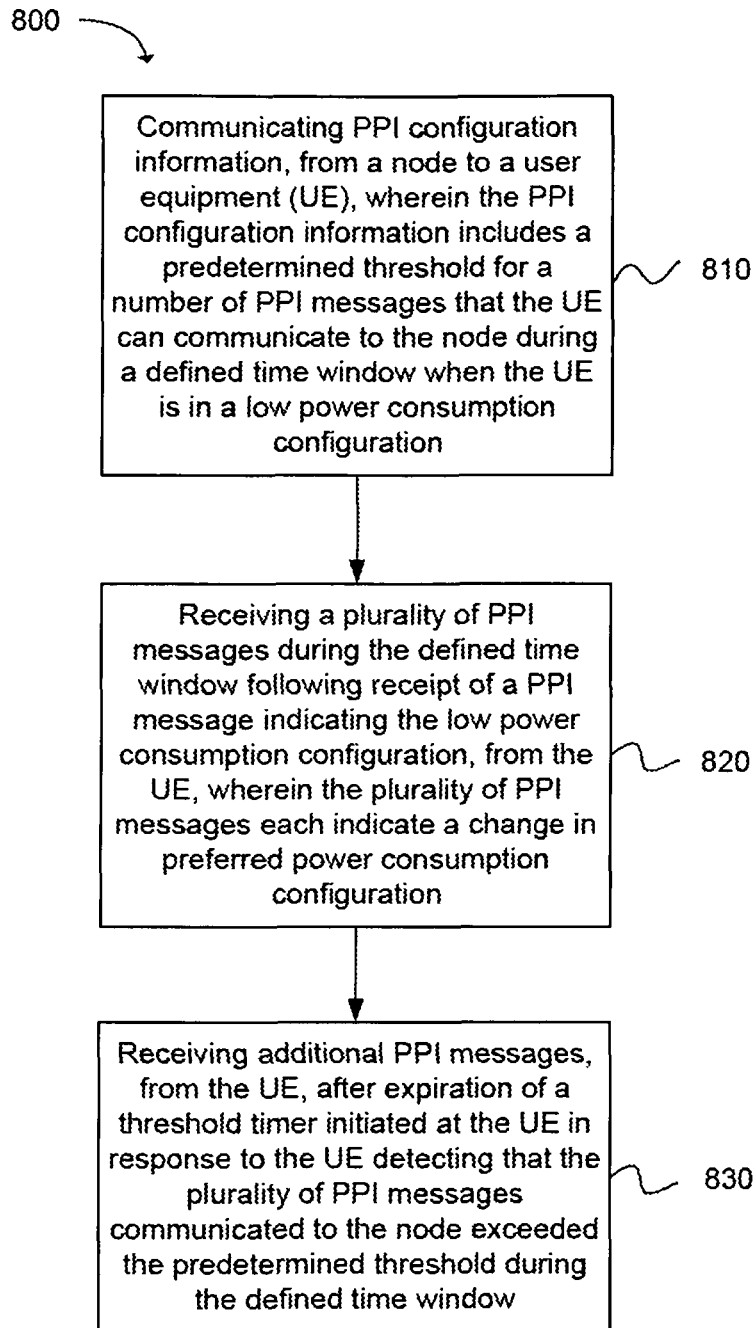 800
Communicating PPI configuration
information, from a node to a user
equipment (UE), wherein the PPI
configuration information includes a
predetermined threshold for a
number of PPI messages that the UE
can communicate to the node during
a defined time window when the UE
is in a low power consumption
configuration
810
Receiving a plurality of PPI
messages during the defined time
window following receipt of a PPI
message indicating the low power
consumption configuration, from the
UE, wherein the plurality of PPI
messages each indicate a change in
preferred power consumption
configuration
820
Receiving additional PPI messages,
from the UE, after expiration of a
threshold timer initiated at the UE in
response to the UE detecting that the
plurality of PPI messages
communicated to the node exceeded
the predetermined threshold during
the defined time window
830